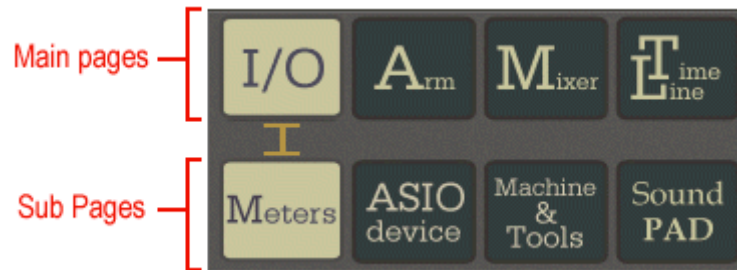 Main pages
I/O
Arm
Mixer
Time
Line
Sub Pages
Meters
ASIO
device
Machine
&
Tools
Sound
PAD